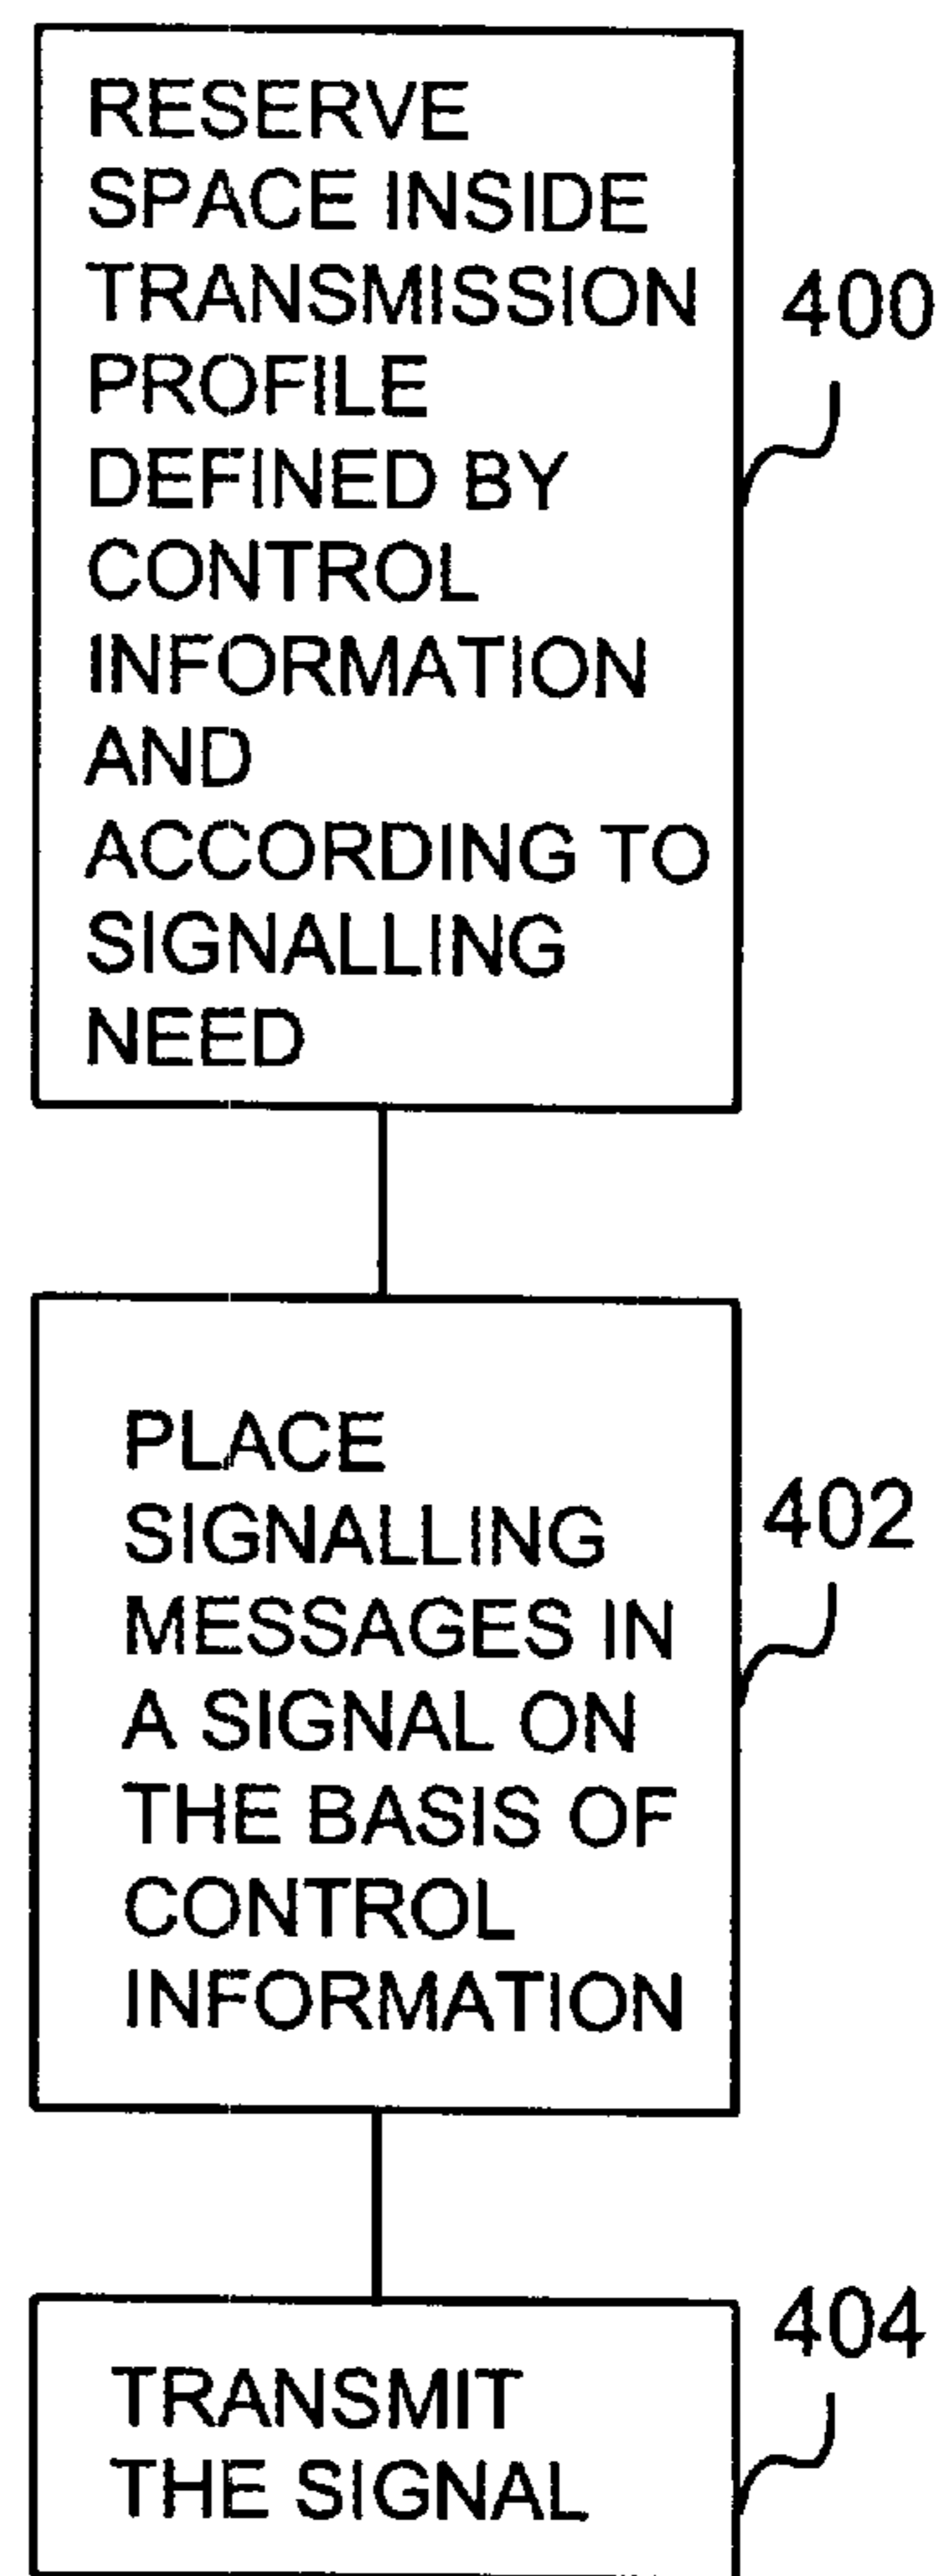 RESERVE
SPACE INSIDE
TRANSMISSION
PROFILE
DEFINED BY
CONTROL
INFORMATION
AND
ACCORDING TO
SIGNALLING
NEED
400
PLACE
SIGNALLING
MESSAGES IN
A SIGNAL ON
THE BASIS OF
CONTROL
INFORMATION
402
TRANSMIT
THE SIGNAL
404